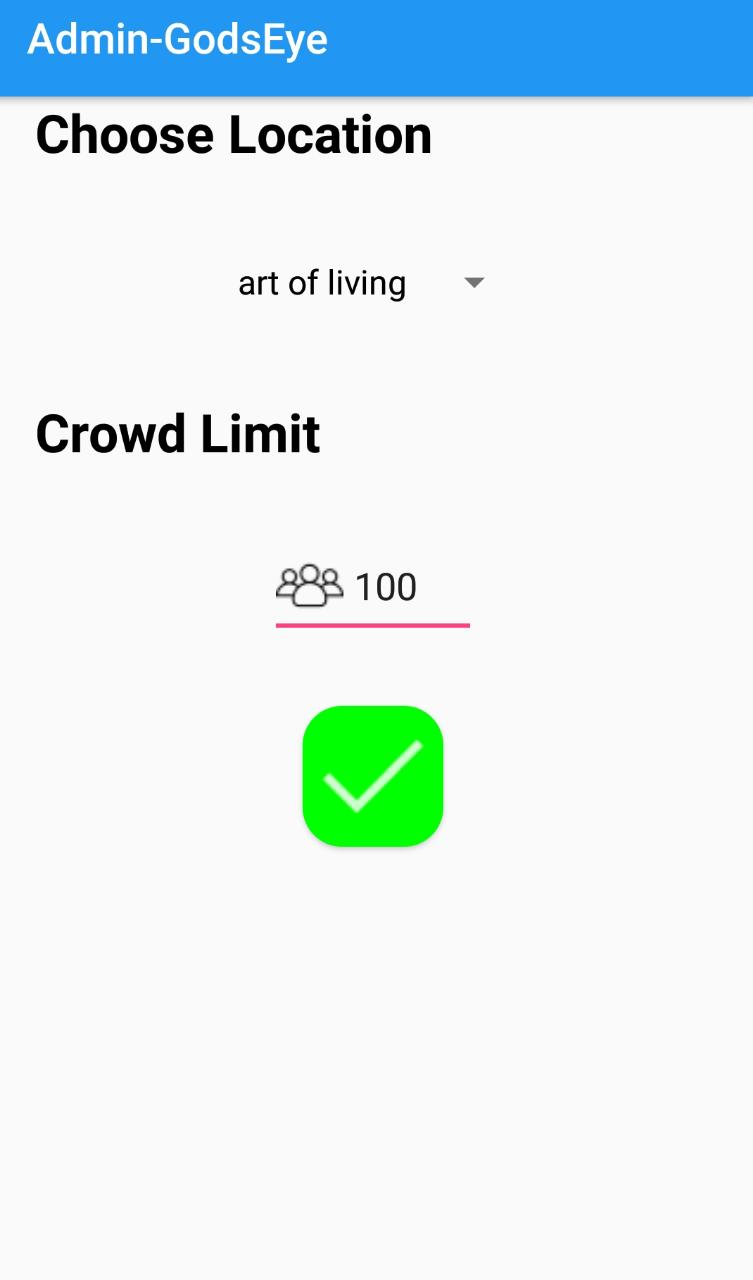 Admin-GodsEye
Choose Location
art of living
Crowd Limit
100